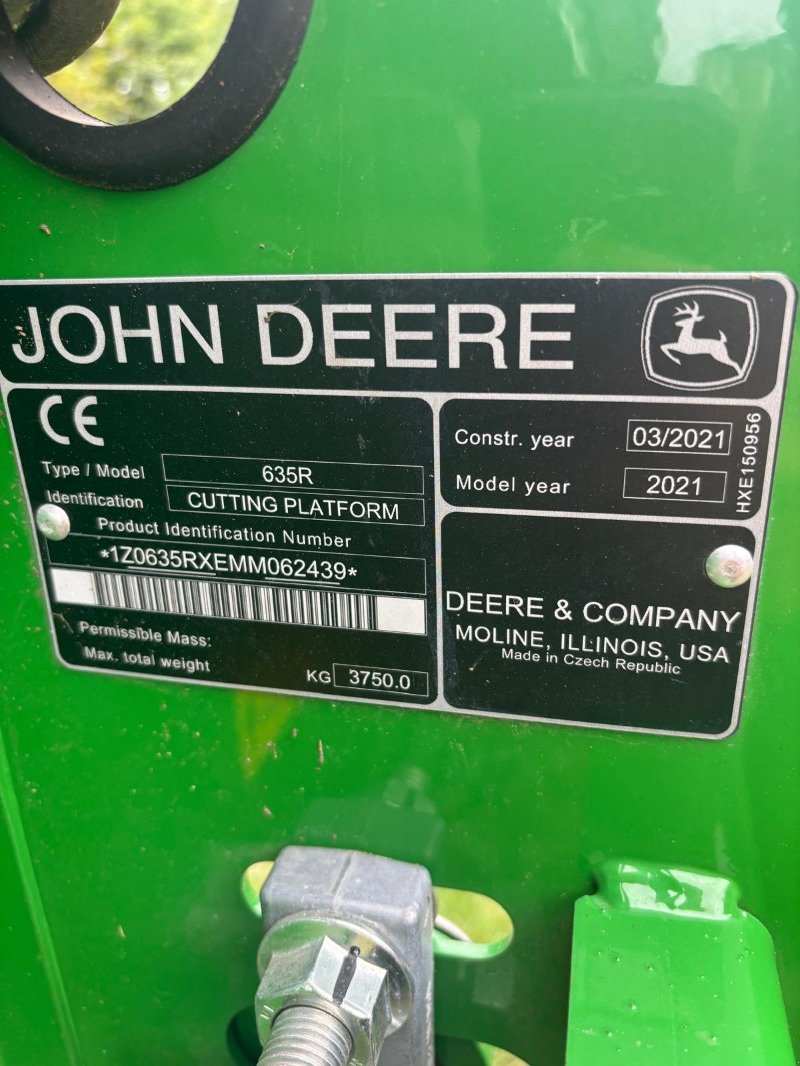 JOHN DEERE
CE
Type / Model 635R
Identification CUTTING PLATFORM
Product Identification Number
*1Z0635RXEMM062439*
Permissible Mass:
Max. total weight KG 3750.0
Constr. year 03/2021
Model year 2021
HXE150956
DEERE & COMPANY
MOLINE, ILLINOIS, USA
Made in Czech Republic